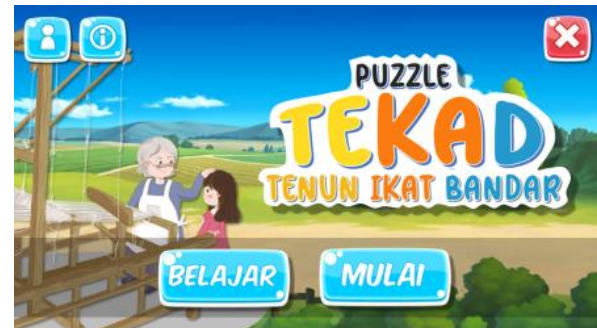 PUZZLE
TEKAD
TENUN IKAT BANDAR
BELAJAR
MULAI